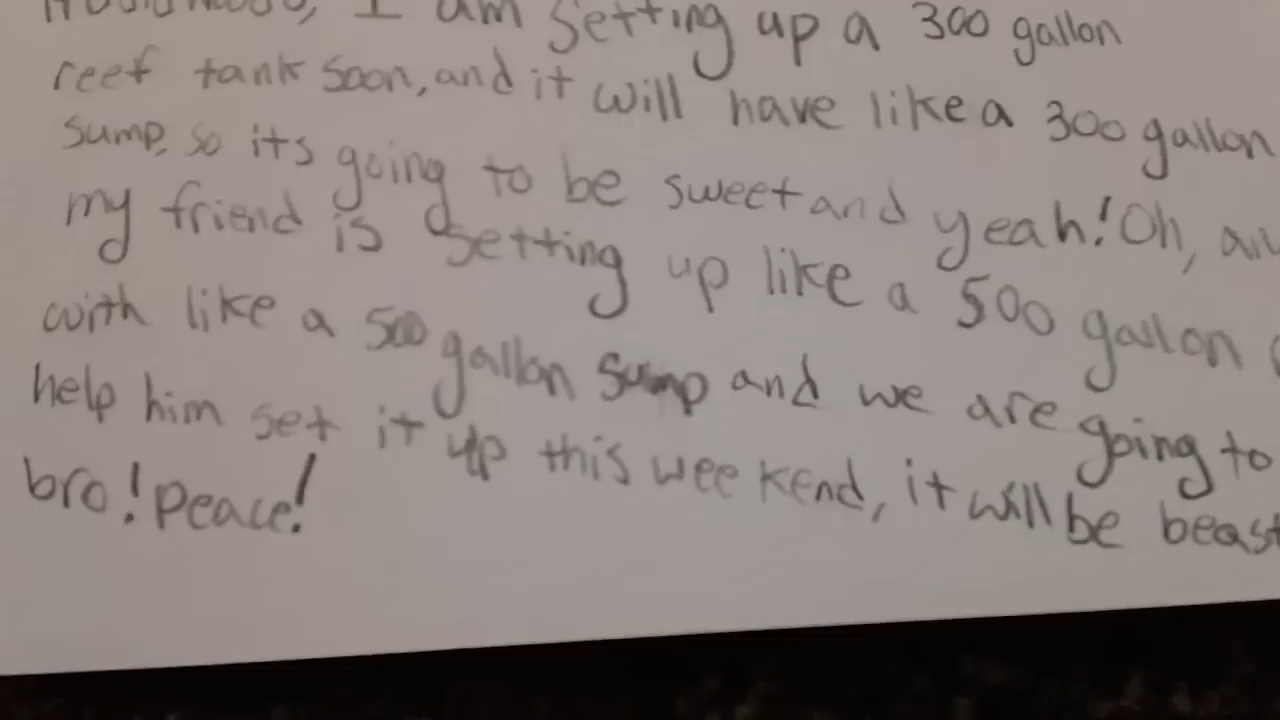 I am setting up a 300 gallon
reef tank soon, and it will have like a 300 gallon
sump, so its going to be sweet and yeah! Oh,
my friend is setting up like a 500 gallon
with like a 500 gallon sump and we are going to
help him set it up this weekend, it will be beast
bro! Peace!